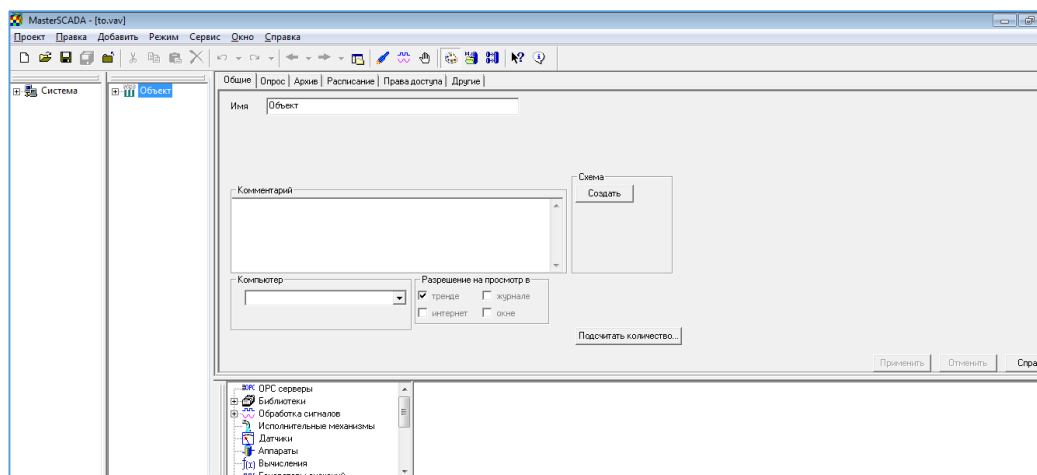 MasterSCADA - [to.vav]
Проект Правка Добавить Режим Сервис Окно Справка
Общие Опрос Архив Расписание Права доступа Другие
Система
Объект
Имя Объект
Схема
Создать
Комментарий
Компьютер
Разрешение на просмотр в
тренде журнале
интернет окне
Подсчитать количество...
Применить Отменить Спра
OPC серверы
Библиотеки
Обработка сигналов
Исполнительные механизмы
Датчики
Аппараты
f(x) Вычисления